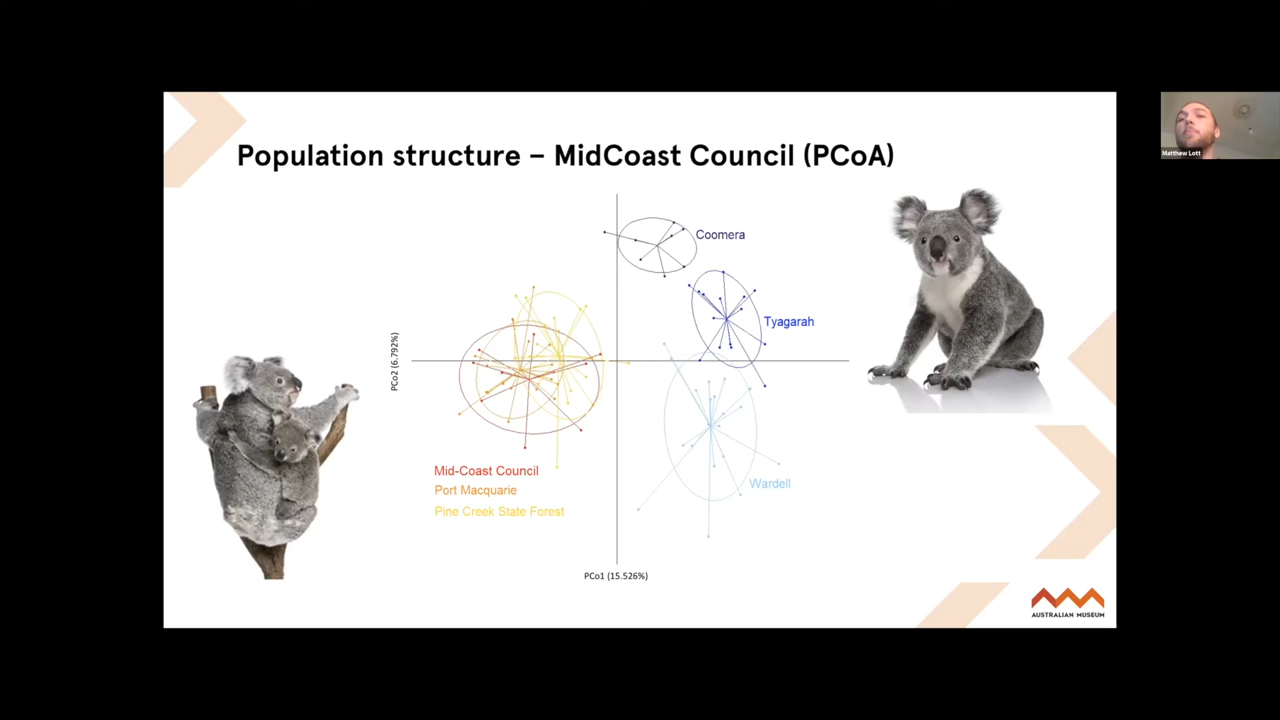 Population structure – MidCoast Council (PCoA)
Matthew Lott
Coomera
Tyagarah
PCo2 (6.792%)
Mid-Coast Council
Port Macquarie
Pine Creek State Forest
Wardell
PCo1 (15.526%)
AUSTRALIAN MUSEUM